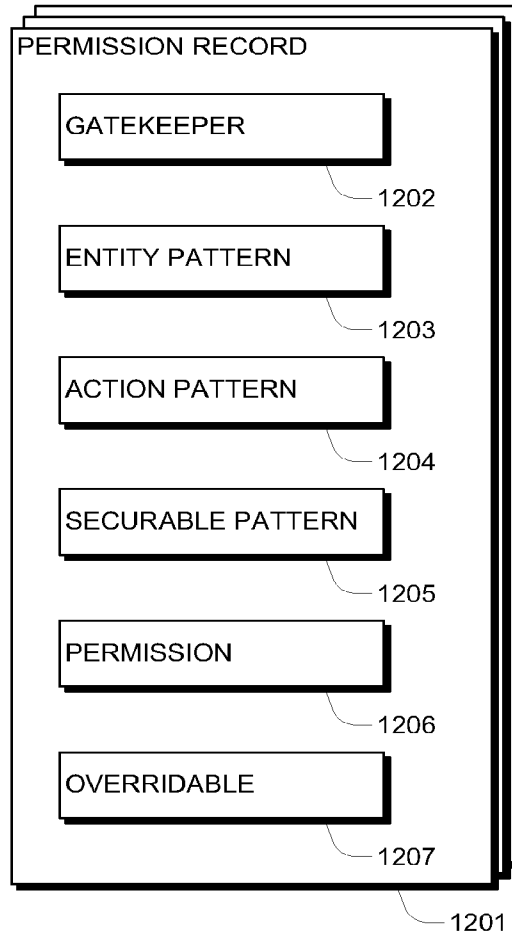 PERMISSION RECORD
GATEKEEPER
1202
ENTITY PATTERN
1203
ACTION PATTERN
1204
SECURABLE PATTERN
1205
PERMISSION
1206
OVERRIDABLE
1207
1201